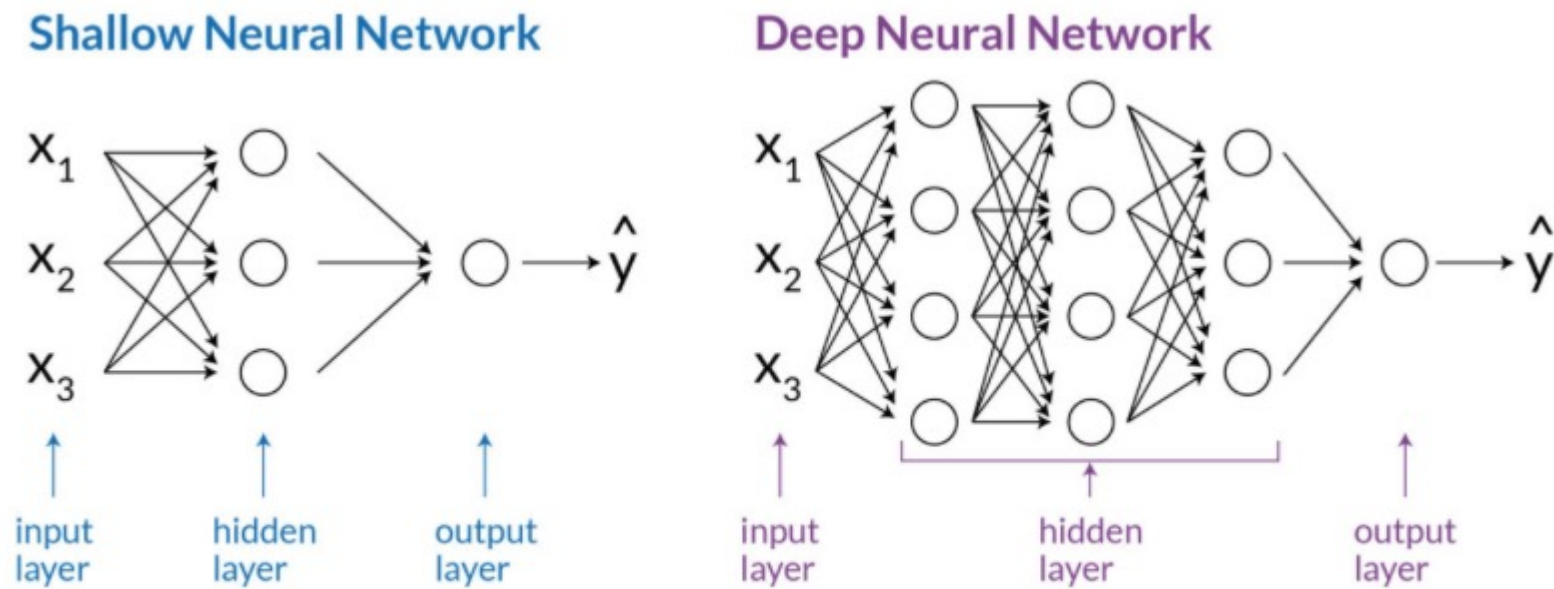 Shallow Neural Network
x₁
x₂
x₃
ŷ
input
layer
hidden
layer
output
layer
Deep Neural Network
x₁
x₂
x₃
ŷ
input
layer
hidden
layer
output
layer